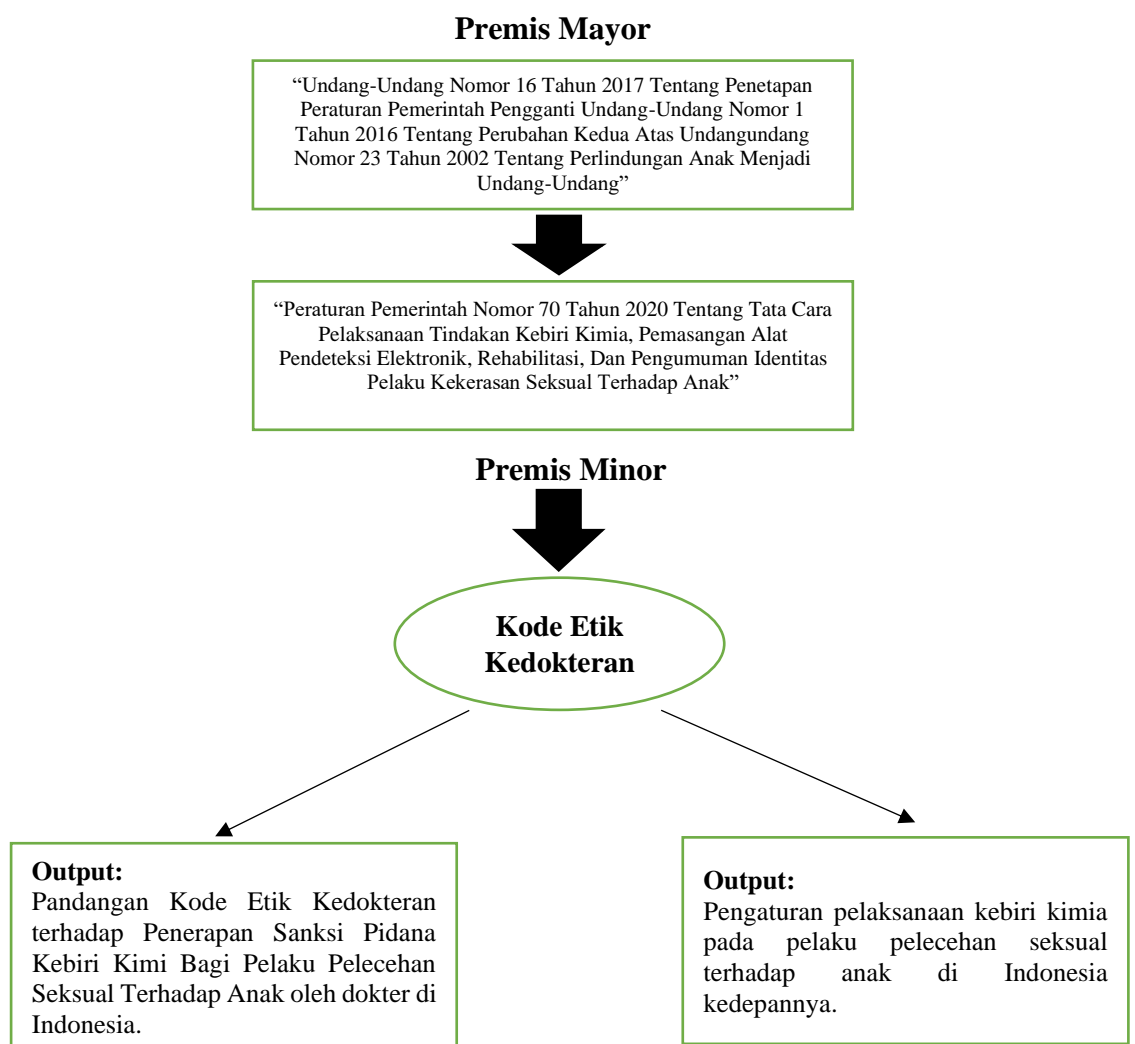 Premis Mayor
“Undang-Undang Nomor 16 Tahun 2017 Tentang Penetapan
Peraturan Pemerintah Pengganti Undang-Undang Nomor 1
Tahun 2016 Tentang Perubahan Kedua Atas Undangundang
Nomor 23 Tahun 2002 Tentang Perlindungan Anak Menjadi
Undang-Undang”
“Peraturan Pemerintah Nomor 70 Tahun 2020 Tentang Tata Cara
Pelaksanaan Tindakan Kebiri Kimia, Pemasangan Alat
Pendeteksi Elektronik, Rehabilitasi, Dan Pengumuman Identitas
Pelaku Kekerasan Seksual Terhadap Anak”
Premis Minor
Kode Etik
Kedokteran
Output:
Pandangan Kode Etik Kedokteran
terhadap Penerapan Sanksi Pidana
Kebiri Kimi Bagi Pelaku Pelecehan
Seksual Terhadap Anak oleh dokter di
Indonesia.
Output:
Pengaturan pelaksanaan kebiri kimia
pada pelaku pelecehan seksual
terhadap anak di Indonesia
kedepannya.